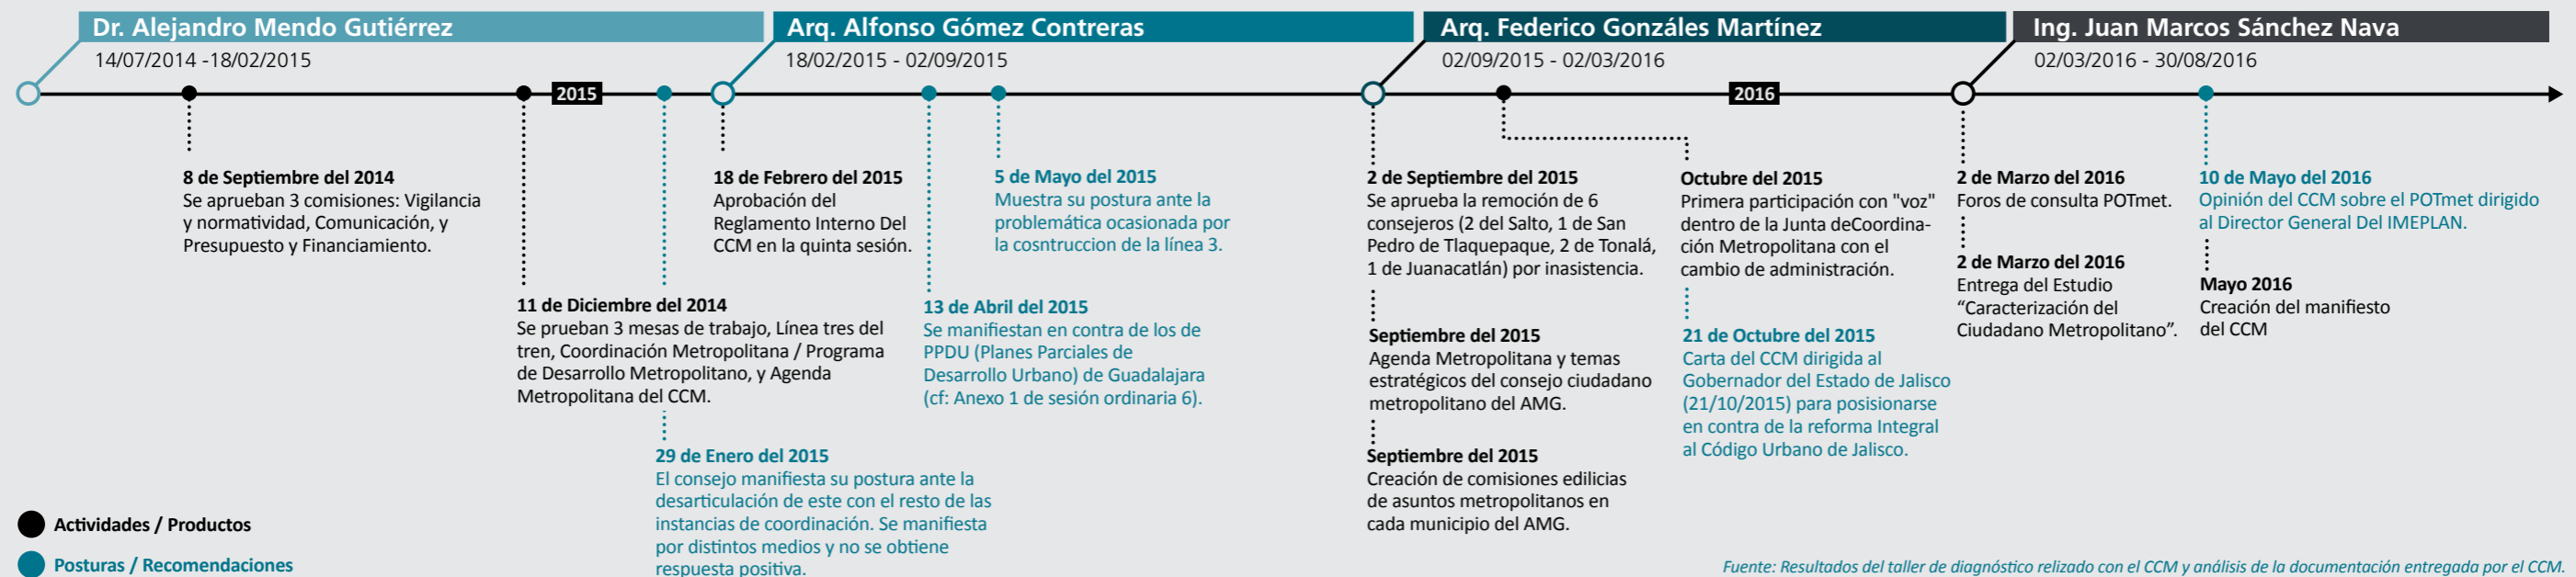 Dr. Alejandro Mendo Gutiérrez
14/07/2014 -18/02/2015
Arq. Alfonso Gómez Contreras
18/02/2015 - 02/09/2015
Arq. Federico Gonzáles Martínez
02/09/2015 - 02/03/2016
Ing. Juan Marcos Sánchez Nava
02/03/2016 - 30/08/2016
2015
2016
8 de Septiembre del 2014
Se aprueban 3 comisiones: Vigilancia
y normatividad, Comunicación, y
Presupuesto y Financiamiento.
11 de Diciembre del 2014
Se prueban 3 mesas de trabajo, Línea tres del
tren, Coordinación Metropolitana / Programa
de Desarrollo Metropolitano, y Agenda
Metropolitana del CCM.
29 de Enero del 2015
El consejo manifiesta su postura ante la
desarticulación de este con el resto de las
instancias de coordinación. Se manifiesta
por distintos medios y no se obtiene
respuesta positiva.
18 de Febrero del 2015
Aprobación del
Reglamento Interno Del
CCM en la quinta sesión.
13 de Abril del 2015
Se manifiestan en contra de los de
PPDU (Planes Parciales de
Desarrollo Urbano) de Guadalajara
(cf: Anexo 1 de sesión ordinaria 6).
5 de Mayo del 2015
Muestra su postura ante la
problemática ocasionada por
la cosntruccion de la línea 3.
2 de Septiembre del 2015
Se aprueba la remoción de 6
consejeros (2 del Salto, 1 de San
Pedro de Tlaquepaque, 2 de Tonalá,
1 de Juanacatlán) por inasistencia.
Septiembre del 2015
Agenda Metropolitana y temas
estratégicos del consejo ciudadano
metropolitano del AMG.
Septiembre del 2015
Creación de comisiones edilicias
de asuntos metropolitanos en
cada municipio del AMG.
Octubre del 2015
Primera participación con "voz"
dentro de la Junta deCoordina-
ción Metropolitana con el
cambio de administración.
21 de Octubre del 2015
Carta del CCM dirigida al
Gobernador del Estado de Jalisco
(21/10/2015) para posisionarse
en contra de la reforma Integral
al Código Urbano de Jalisco.
2 de Marzo del 2016
Foros de consulta POTmet.
2 de Marzo del 2016
Entrega del Estudio
“Caracterización del
Ciudadano Metropolitano”.
10 de Mayo del 2016
Opinión del CCM sobre el POTmet dirigido
al Director General Del IMEPLAN.
Mayo 2016
Creación del manifiesto
del CCM
Actividades / Productos
Posturas / Recomendaciones
Fuente: Resultados del taller de diagnóstico relizado con el CCM y análisis de la documentación entregada por el CCM.